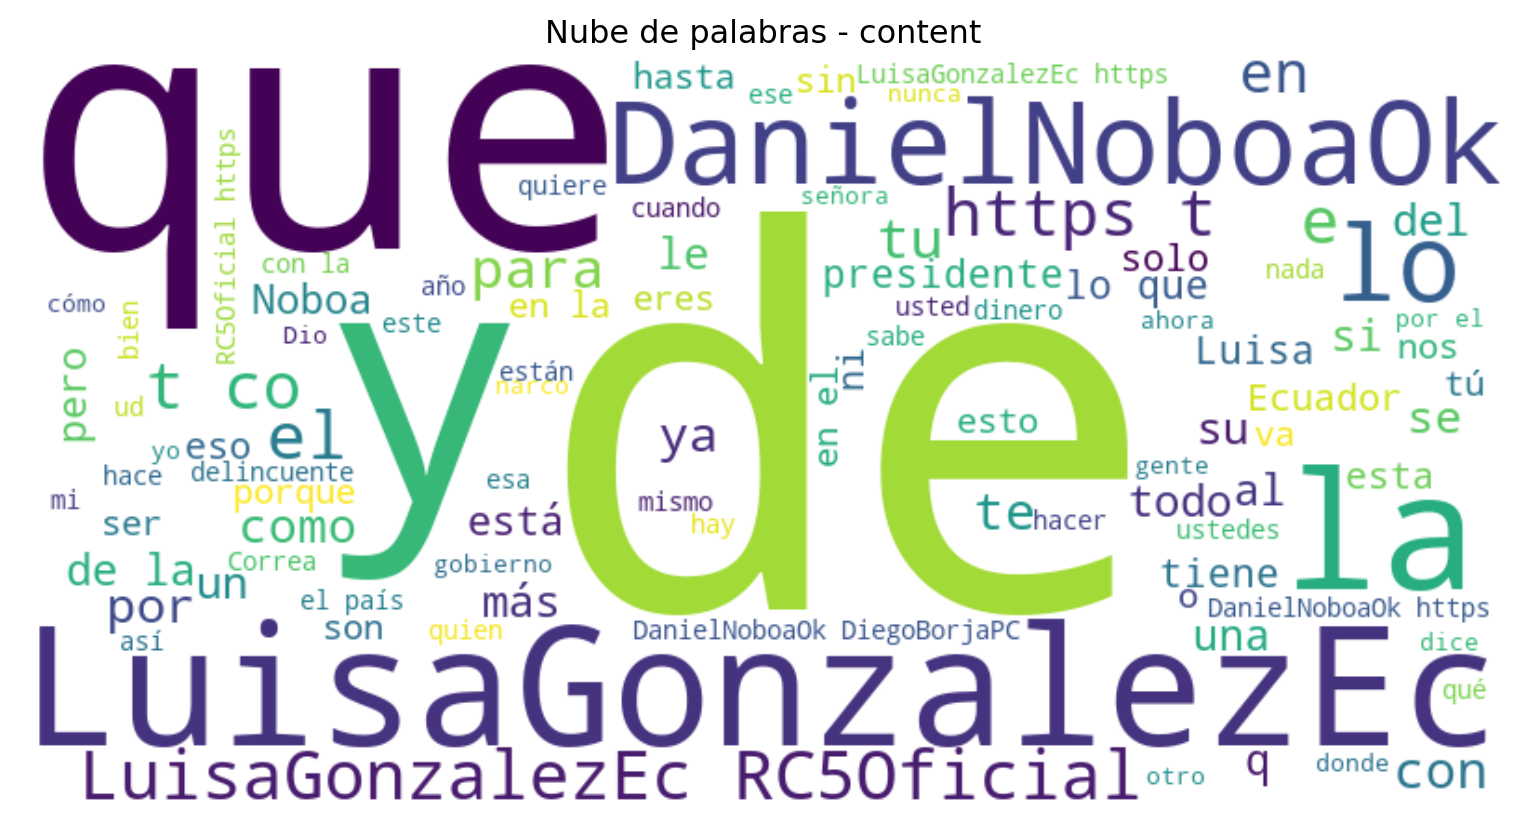 Nube de palabras - content
que
hasta
ese
sin
LuisaGonzalezEc https
nunca
en
DanielNoboaOk
RC5Oficial https
quiere
cuando
señora
https t
e
del
lo
con la
para
le
tu
presidente
lo que
solo
nada
cómo
Noboa
año
en la
eres
usted
dinero
ahora
por el
bien
Dio
este
y
de
sabe
Luisa
si
nos
pero
t co
ud
están
narco
ni
en el
Ecuador
tú
se
el
eso
yo
ya
esto
su
va
hace
delincuente
porque
esa
mismo
hay
te
hacer
gente
todo
al
esta
la
mi
ser
como
está
ustedes
de la
un
Correa
gobierno
tiene
por
el país
más
o
DanielNoboaOk https
así
son
quien
DanielNoboaOk DiegoBorjaPC
una
dice
LuisaGonzalezEc
qué
LuisaGonzalezEc RC5Oficial
otro
q
donde
con